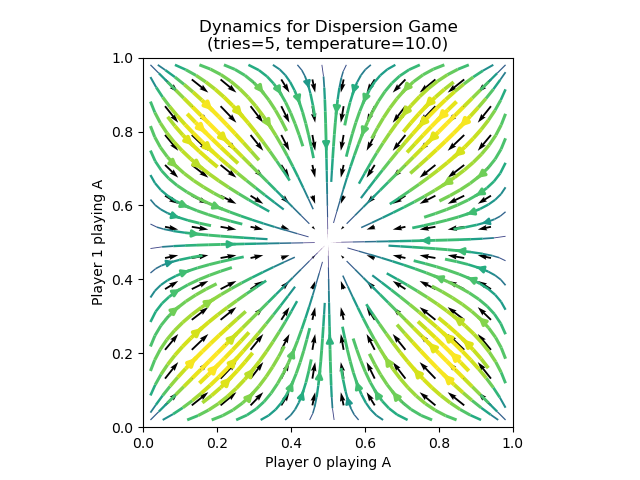 Dynamics for Dispersion Game
(tries=5, temperature=10.0)
1.0
0.8
0.6
0.4
0.2
0.0
Player 1 playing A
0.0 0.2 0.4 0.6 0.8 1.0
Player 0 playing A